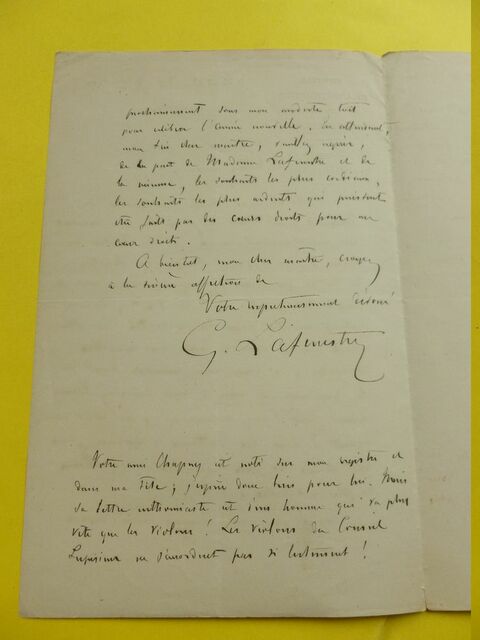 prochainement sous mon modeste toit
pour célébrer l'année nouvelle. En attendant,
mon bien cher maître, veuillez agréer,
de la part de Madame Lafenestre et de
la mienne, les souhaits les plus cordiaux,
les souhaits les plus ardents qui puissent
être faits par des cœurs droits pour un
cœur droit.
A bientôt, mon cher maître, croyez
à la sincère affection de
Votre respectueusement dévoué
G. Lafenestre
Votre ami Chapuy est noté sur mon registre et
dans ma tête ; j'espère donc bien pour lui. Mais
sa lettre enthousiaste est d'un homme qui va plus
vite que les violons ! Les violons du Conseil
Supérieur ne s'accordent pas si lestement !